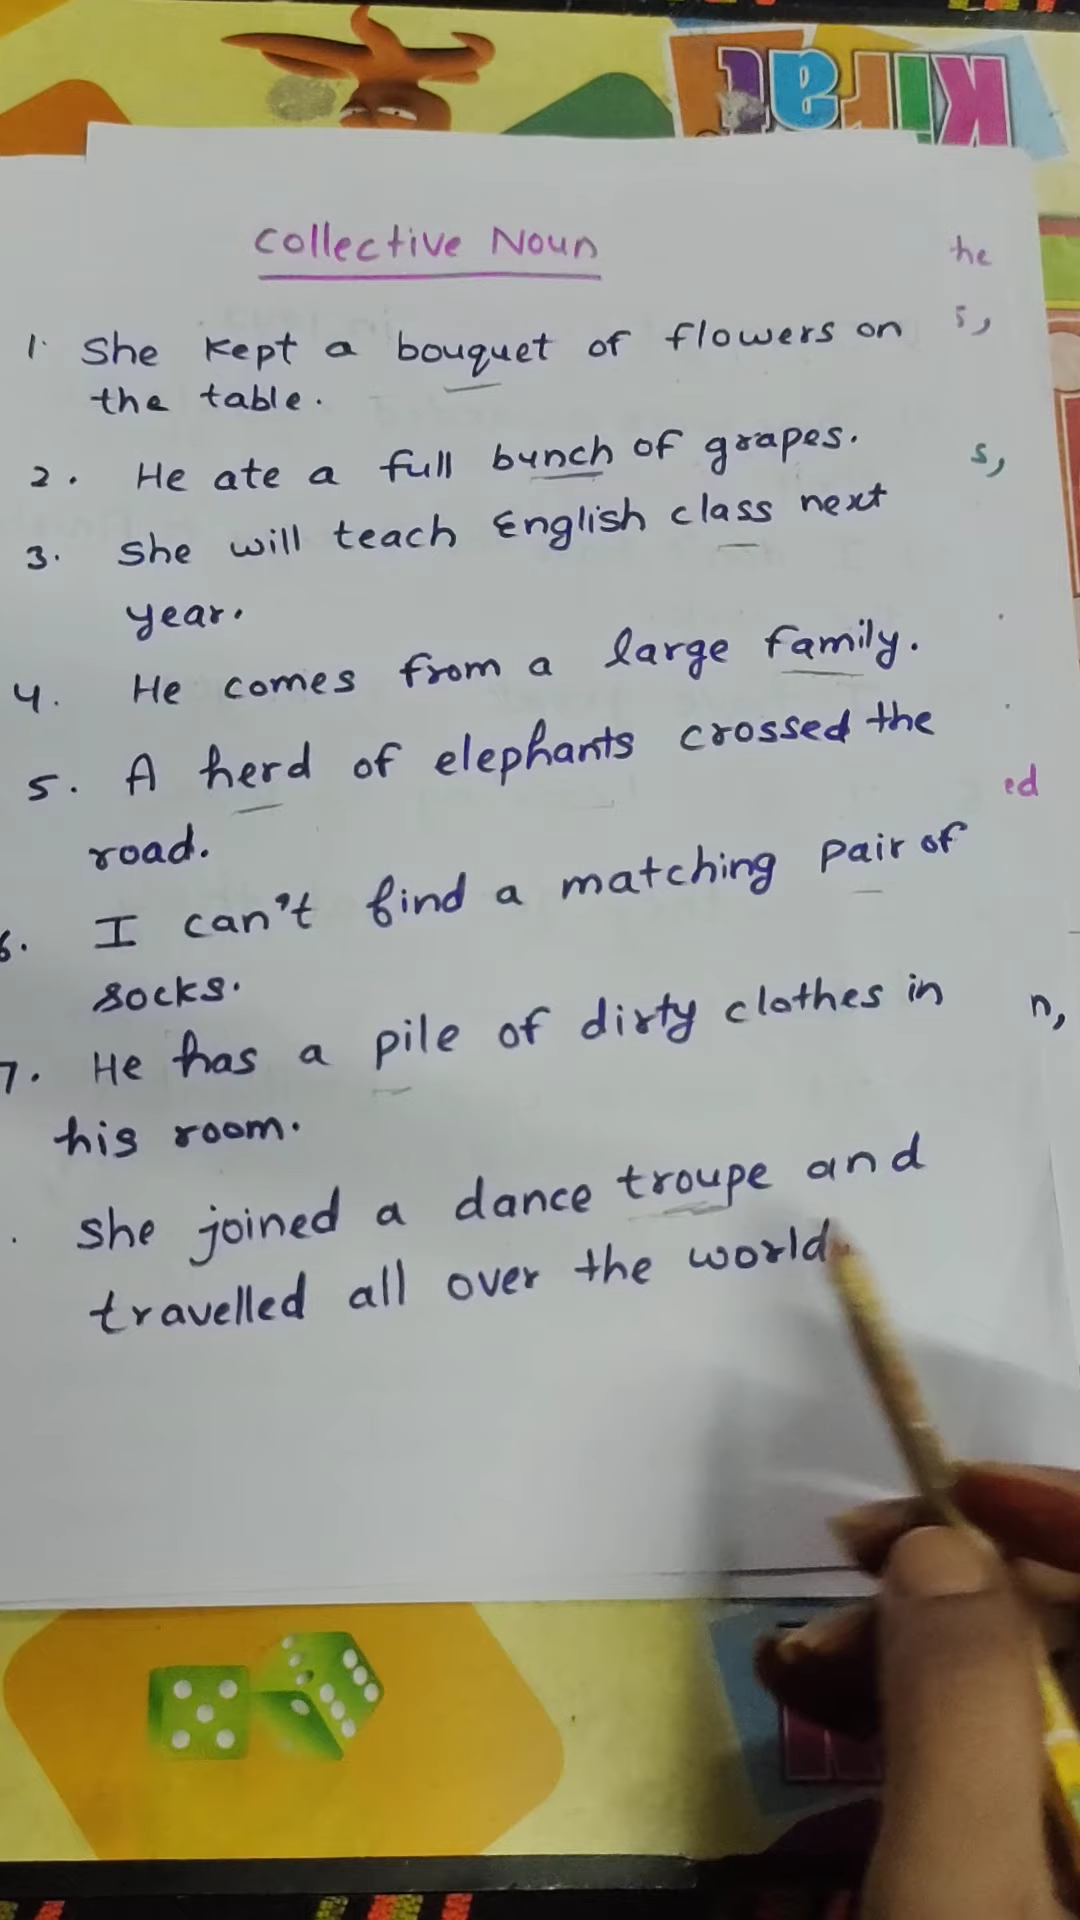 Kirat
Collective Noun
he
1. She kept a bouquet of flowers on
s,
the table.
2. He ate a full bunch of grapes.
s,
3. She will teach English class next
year.
4. He comes from a large family.
5. A herd of elephants crossed the
ed
road.
6. I can't find a matching pair of
socks.
7. He has a pile of dirty clothes in
n,
his room.
. She joined a dance troupe and
travelled all over the world.